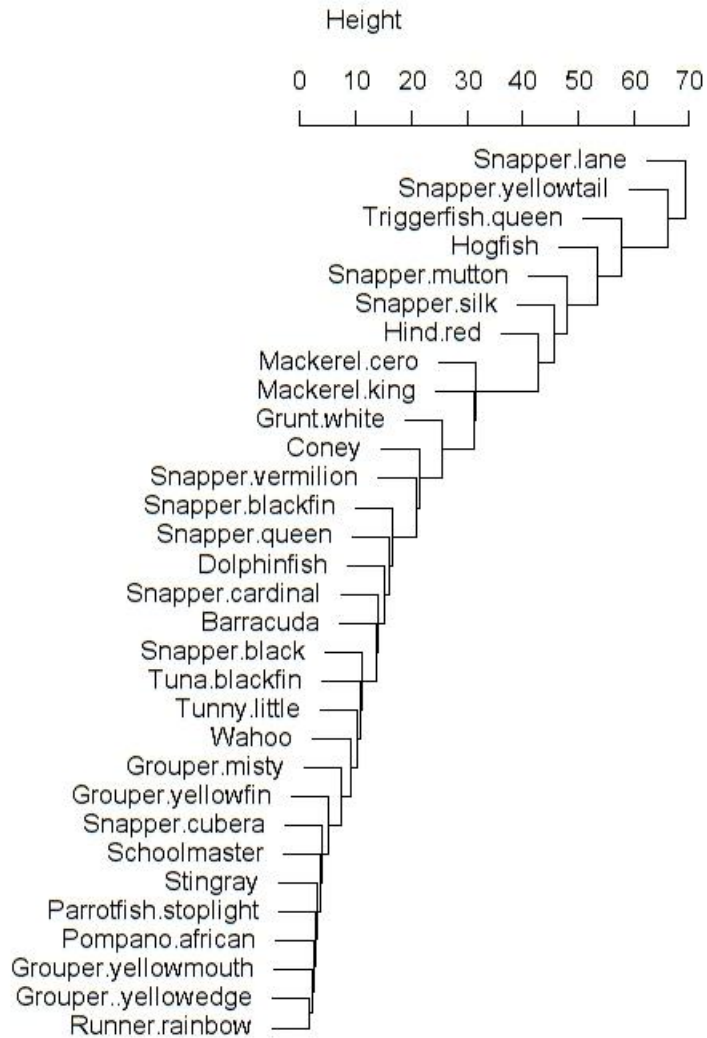 Height
0 10 20 30 40 50 60 70
Snapper.lane
Snapper.yellowtail
Triggerfish.queen
Hogfish
Snapper.mutton
Snapper.silk
Hind.red
Mackerel.cero
Mackerel.king
Grunt.white
Coney
Snapper.vermilion
Snapper.blackfin
Snapper.queen
Dolphinfish
Snapper.cardinal
Barracuda
Snapper.black
Tuna.blackfin
Tunny.little
Wahoo
Grouper.misty
Grouper.yellowfin
Snapper.cubera
Schoolmaster
Stingray
Parrotfish.stoplight
Pompano.african
Grouper.yellowmouth
Grouper..yellowedge
Runner.rainbow